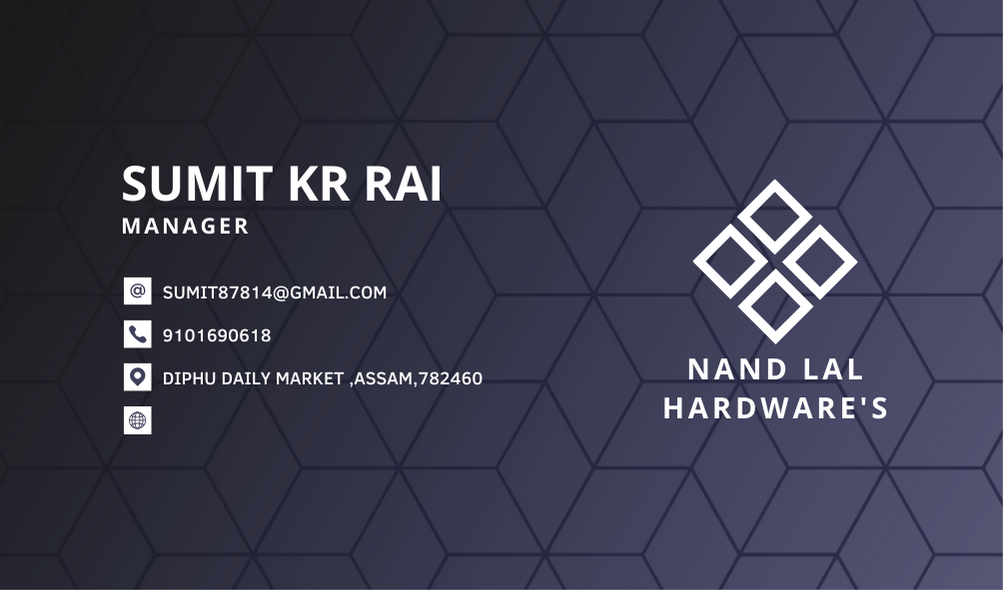 SUMIT KR RAI
MANAGER
SUMIT87814@GMAIL.COM
9101690618
DIPHU DAILY MARKET ,ASSAM,782460
NAND LAL
HARDWARE'S